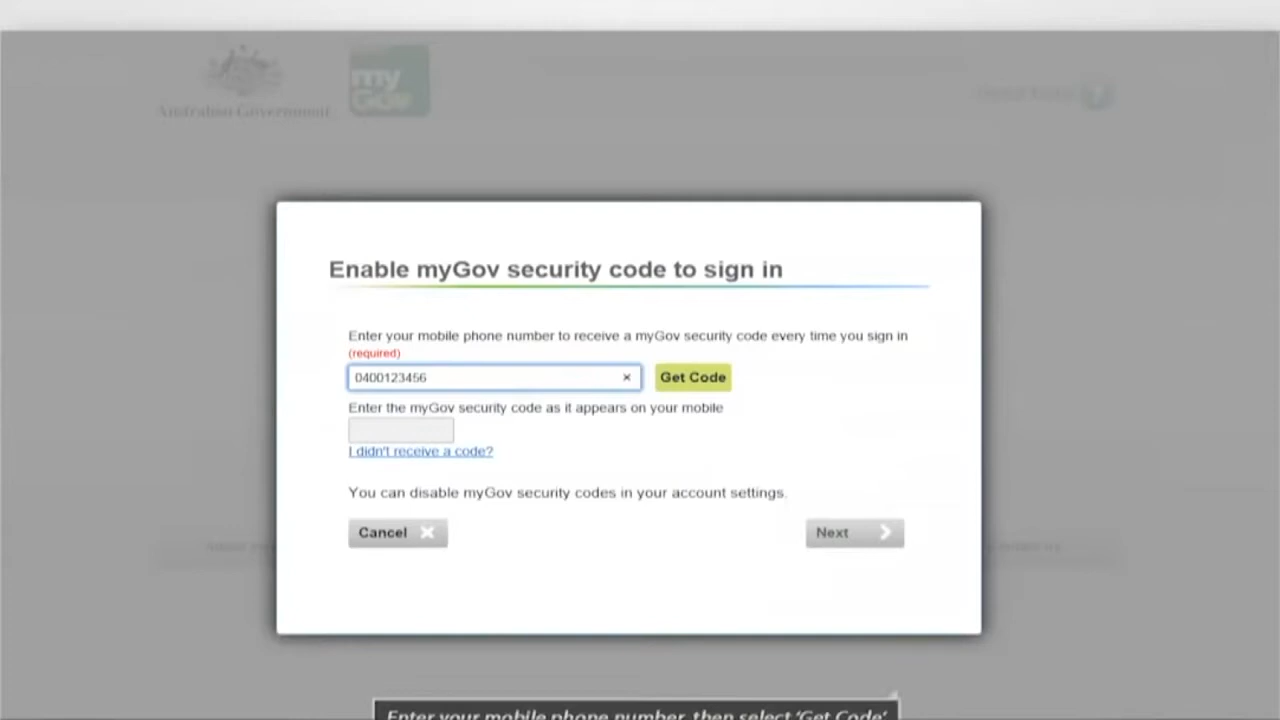 Australian Government
my
GOV
Enable myGov security code to sign in
Enter your mobile phone number to receive a myGov security code every time you sign in
(required)
0400123456
Get Code
Enter the myGov security code as it appears on your mobile
I didn't receive a code?
You can disable myGov security codes in your account settings.
Cancel
Next
Enter your mobile phone number, then select 'Get Code'